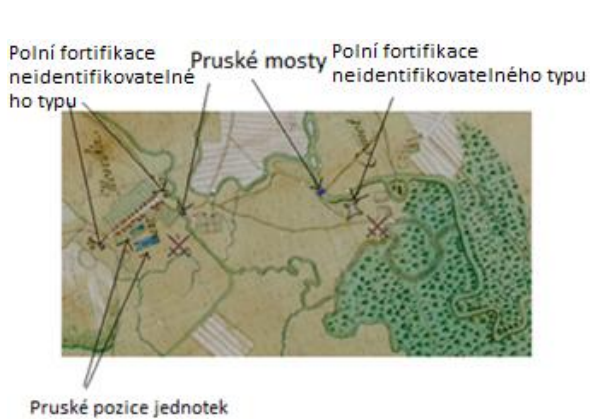 Polní fortifikace
neidentifikovatelné
ho typu
Pruské mosty
Polní fortifikace
neidentifikovatelného typu
Pruské pozice jednotek